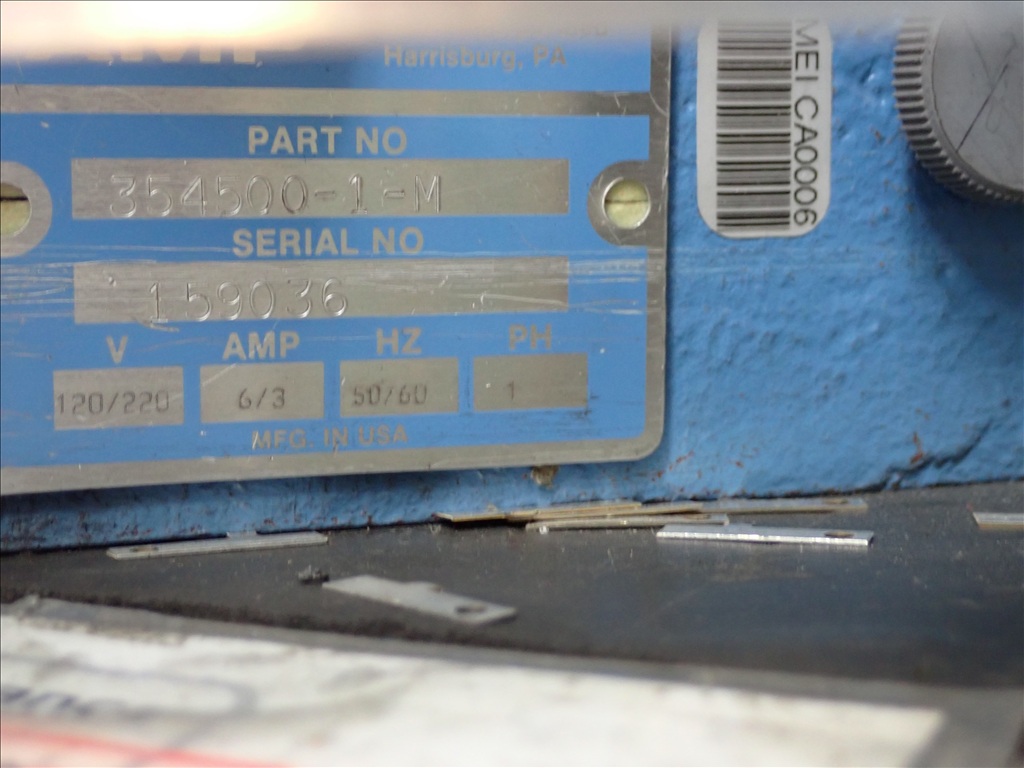 Harrisburg, PA
PART NO
354500-1-M
SERIAL NO
159036
V AMP HZ PH
120/220 6/3 50/60 1
MFG. IN USA
MEI CA0006